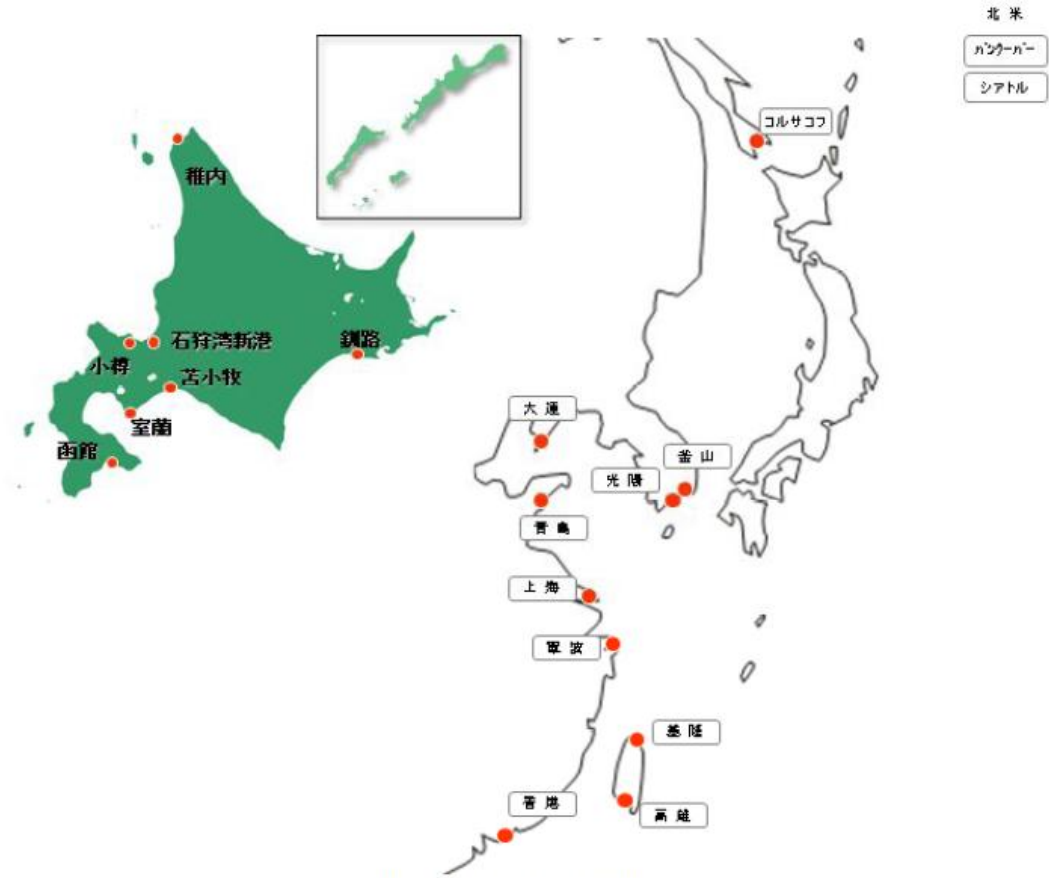 北米
バンクーバー
シアトル
コルサコフ
稚内
石狩湾新港
釧路
小樽
苫小牧
室蘭
函館
大連
釜山
光陽
青島
上海
寧波
基隆
香港
高雄